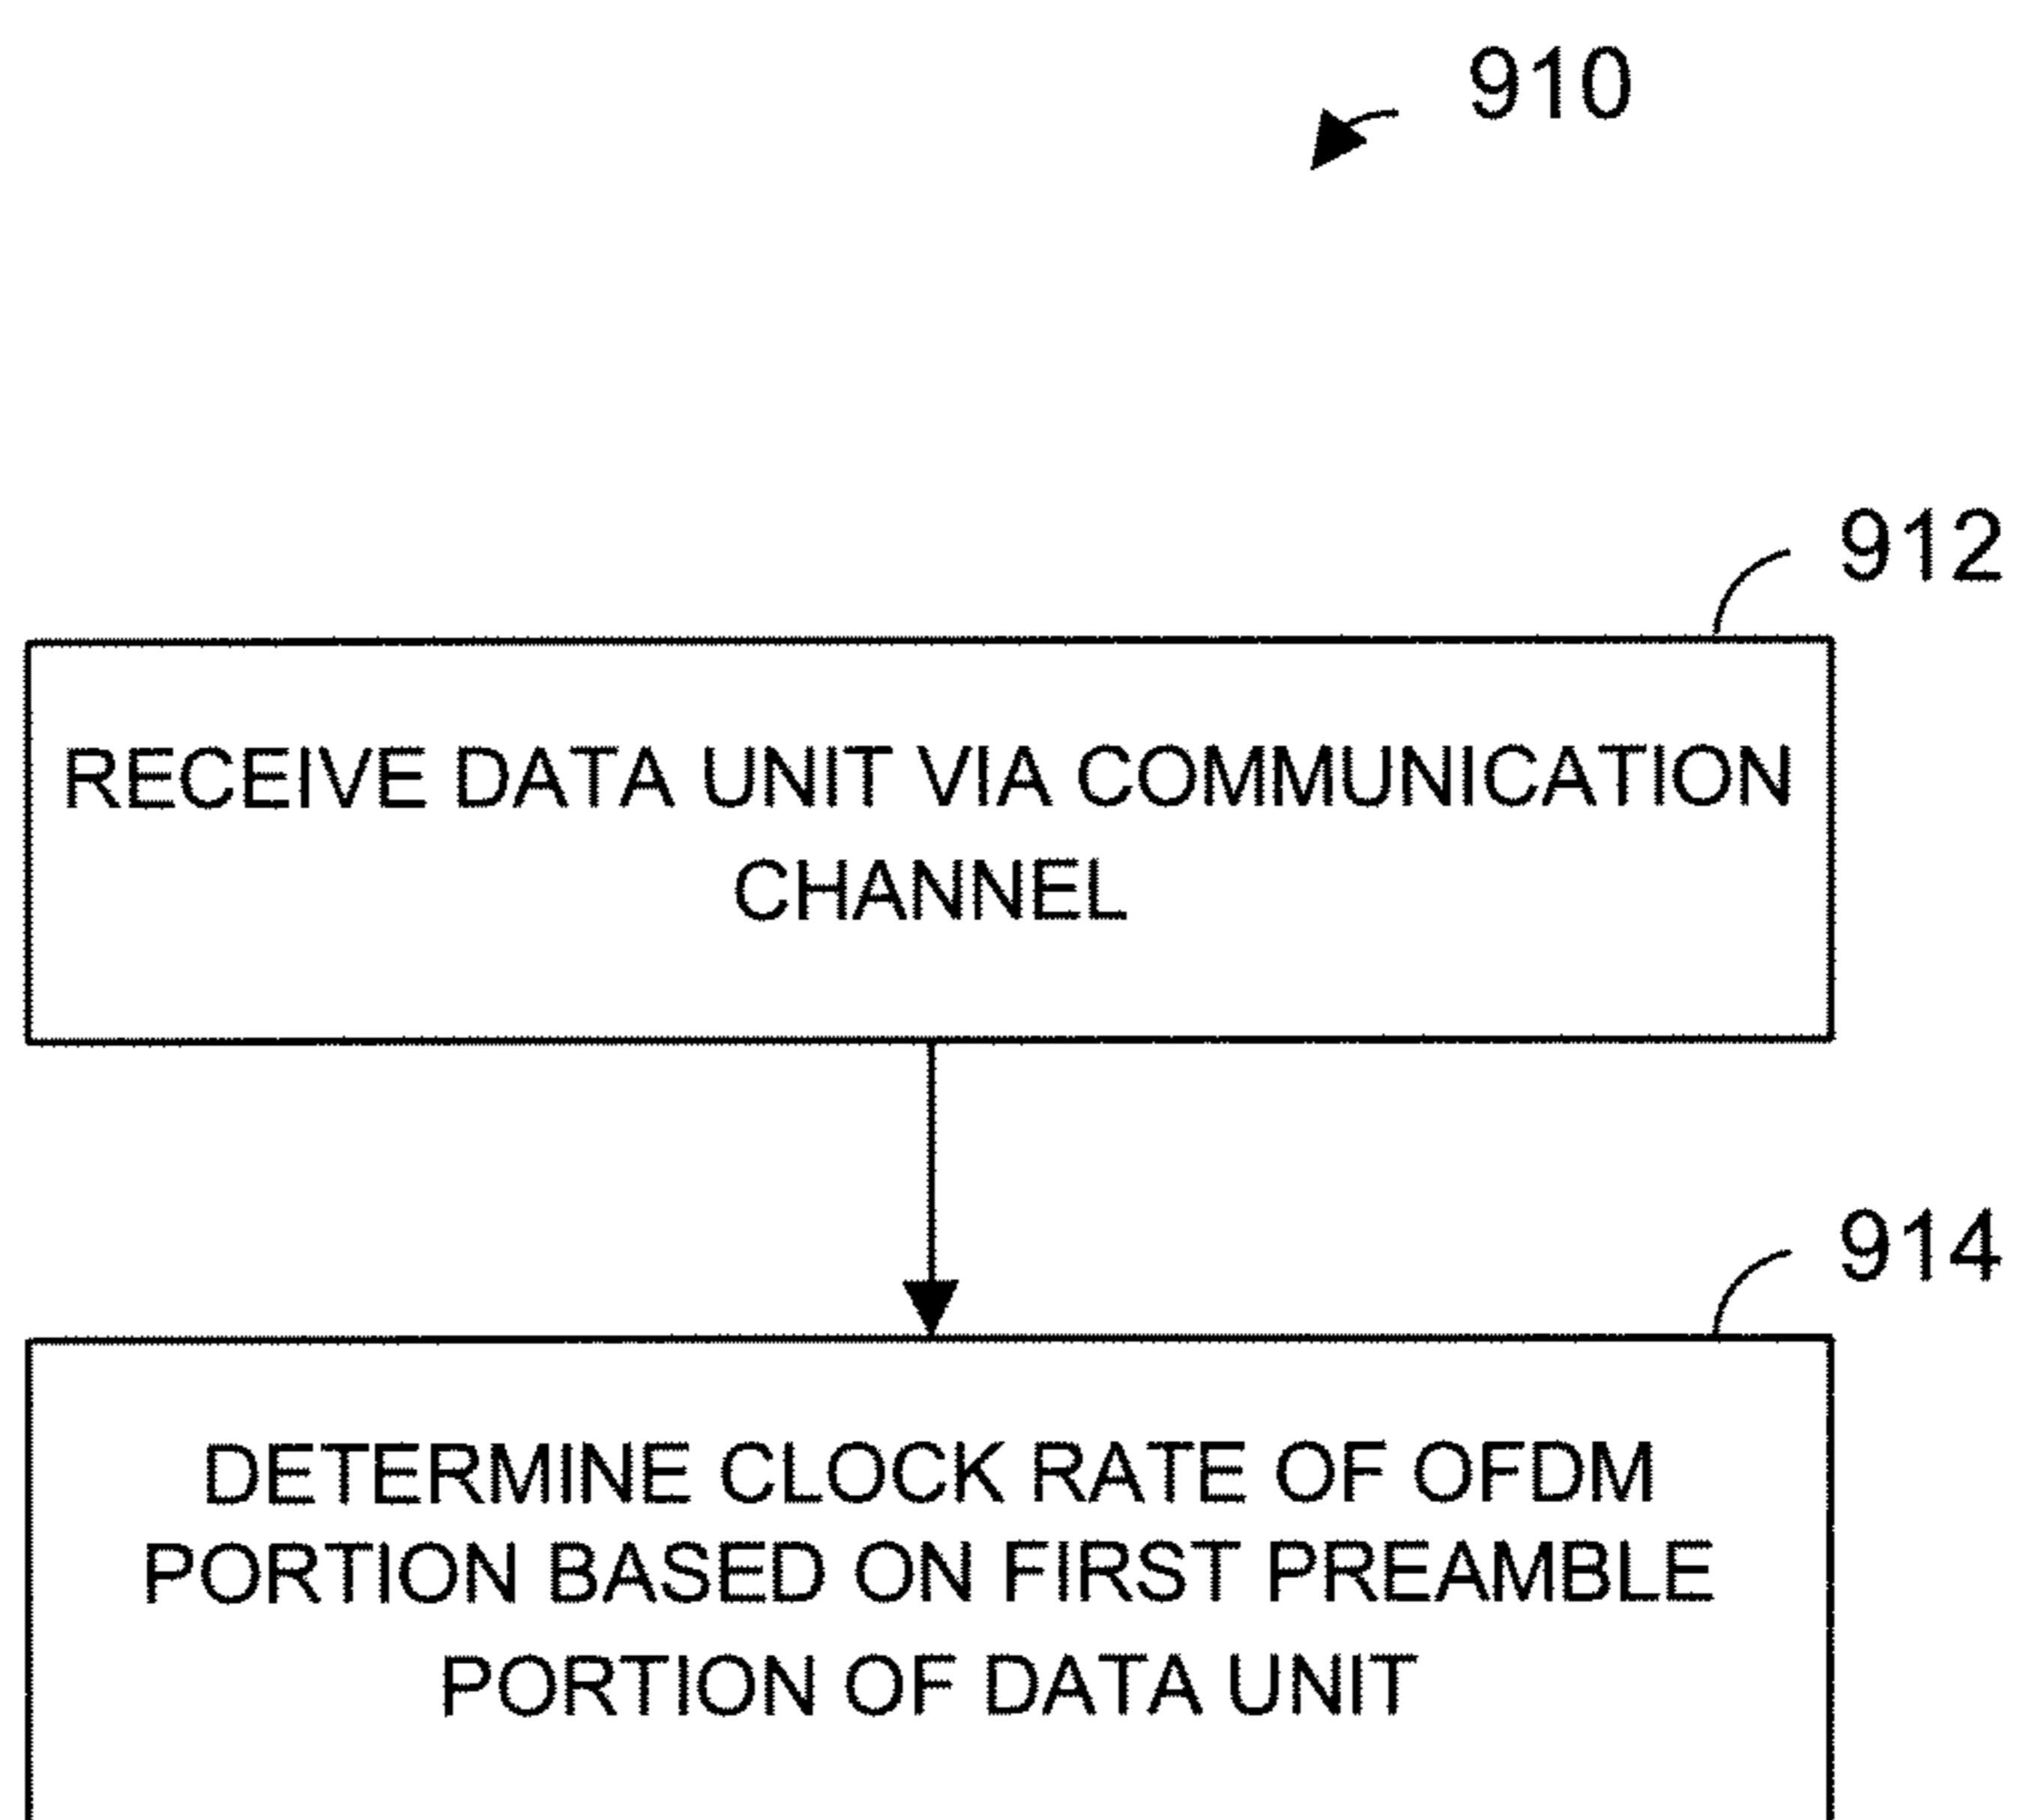 910
912
RECEIVE DATA UNIT VIA COMMUNICATION
CHANNEL
914
DETERMINE CLOCK RATE OF OFDM
PORTION BASED ON FIRST PREAMBLE
PORTION OF DATA UNIT